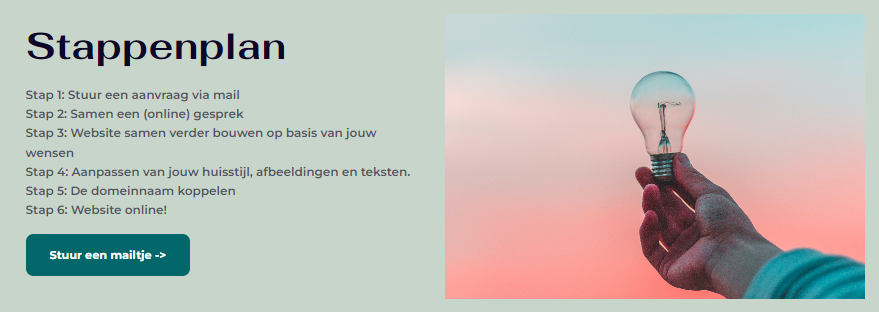 Stappenplan
Stap 1: Stuur een aanvraag via mail
Stap 2: Samen een (online) gesprek
Stap 3: Website samen verder bouwen op basis van jouw
wensen
Stap 4: Aanpassen van jouw huisstijl, afbeeldingen en teksten.
Stap 5: De domeinnaam koppelen
Stap 6: Website online!
Stuur een mailtje ->